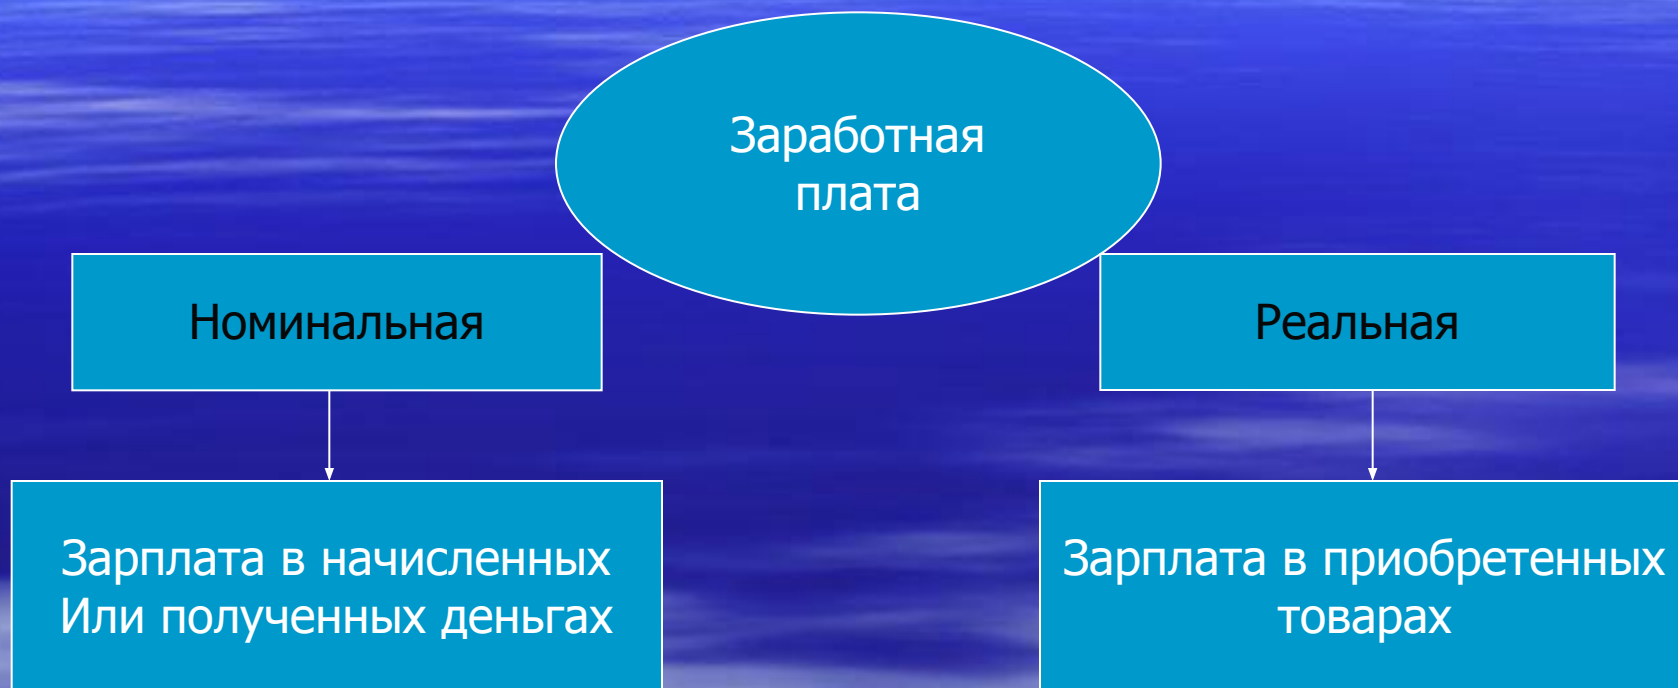 Заработная
плата
Номинальная
Реальная
Зарплата в начисленных
Или полученных деньгах
Зарплата в приобретенных
товарах